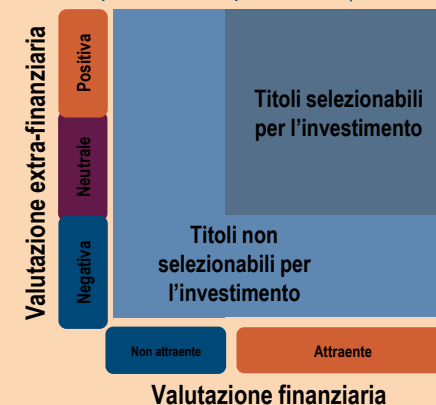 Valutazione extra-finanziaria
Positiva
Neutrale
Negativa
Titoli selezionabili
per l'investimento
Titoli non
selezionabili per
l'investimento
Non attraente
Attraente
Valutazione finanziaria